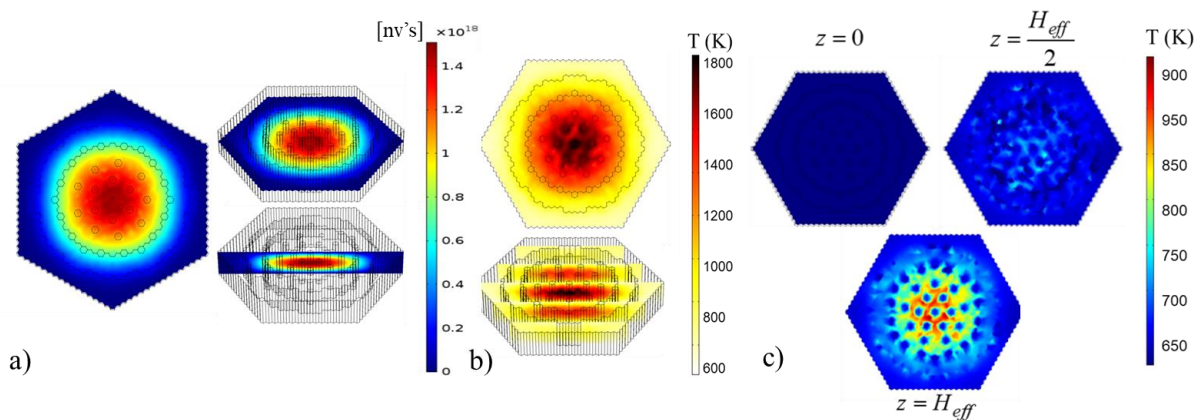 [nv's]
×10¹⁸
1.4
1.2
1
0.8
0.6
0.4
0.2
0
a)
T (K)
1800
1600
1400
1200
1000
800
600
b)
z = 0
z = H_eff / 2
T (K)
900
850
800
750
700
650
z = H_eff
c)